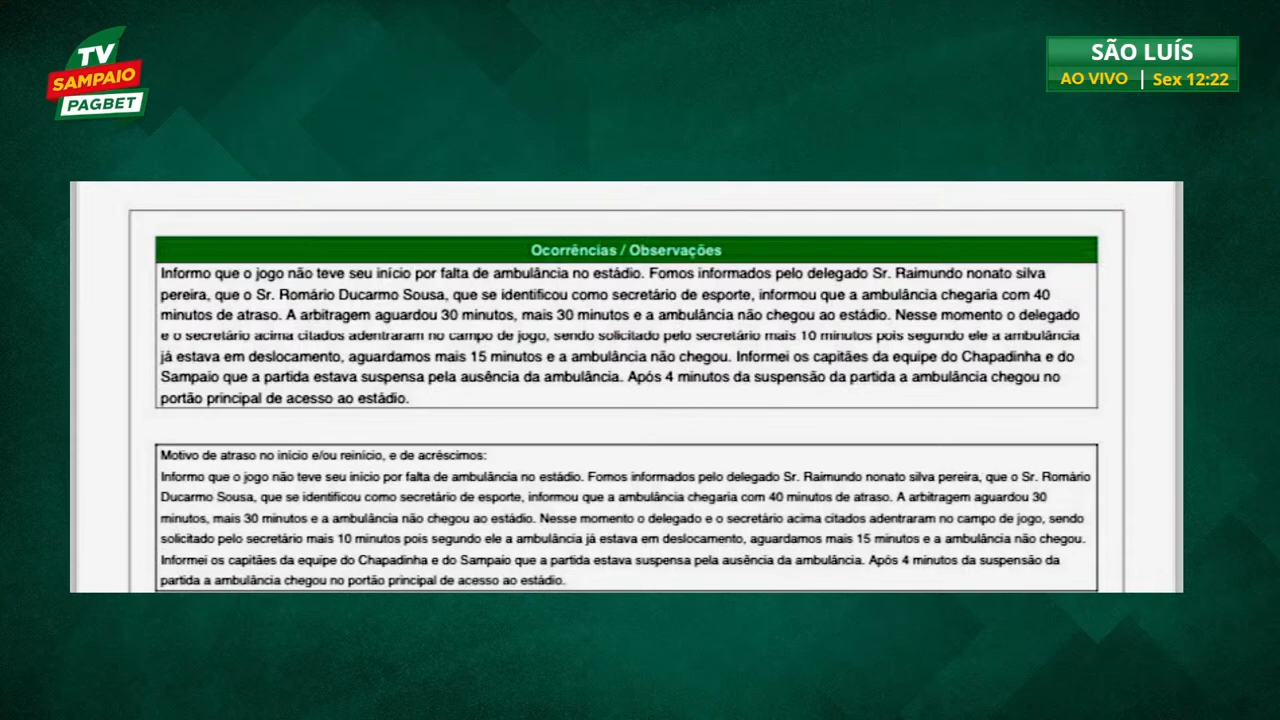 TV
SAMPAIO
PAGBET
SÃO LUÍS
AO VIVO | Sex 12:22
Ocorrências / Observações
Informo que o jogo não teve seu início por falta de ambulância no estádio. Fomos informados pelo delegado Sr. Raimundo nonato silva
pereira, que o Sr. Romário Ducarmo Sousa, que se identificou como secretário de esporte, informou que a ambulância chegaria com 40
minutos de atraso. A arbitragem aguardou 30 minutos, mais 30 minutos e a ambulância não chegou ao estádio. Nesse momento o delegado
e o secretário acima citados adentraram no campo de jogo, sendo solicitado pelo secretário mais 10 minutos pois segundo ele a ambulância
já estava em deslocamento, aguardamos mais 15 minutos e a ambulância não chegou. Informei os capitães da equipe do Chapadinha e do
Sampaio que a partida estava suspensa pela ausência da ambulância. Após 4 minutos da suspensão da partida a ambulância chegou no
portão principal de acesso ao estádio.
Motivo de atraso no início e/ou reinício, e de acréscimos:
Informo que o jogo não teve seu início por falta de ambulância no estádio. Fomos informados pelo delegado Sr. Raimundo nonato silva pereira, que o Sr. Romário
Ducarmo Sousa, que se identificou como secretário de esporte, informou que a ambulância chegaria com 40 minutos de atraso. A arbitragem aguardou 30
minutos, mais 30 minutos e a ambulância não chegou ao estádio. Nesse momento o delegado e o secretário acima citados adentraram no campo de jogo, sendo
solicitado pelo secretário mais 10 minutos pois segundo ele a ambulância já estava em deslocamento, aguardamos mais 15 minutos e a ambulância não chegou.
Informei os capitães da equipe do Chapadinha e do Sampaio que a partida estava suspensa pela ausência da ambulância. Após 4 minutos da suspensão da
partida a ambulância chegou no portão principal de acesso ao estádio.